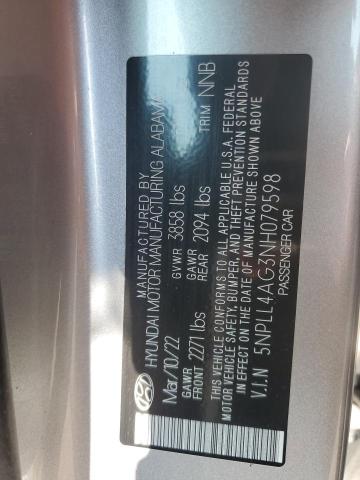 MANUFACTURED BY
HYUNDAI MOTOR MANUFACTURING ALABAMA
Mar/10/22 GVWR 3858 lbs
GAWR FRONT 2271 lbs GAWR REAR 2094 lbs TRIM NNB
THIS VEHICLE CONFORMS TO ALL APPLICABLE U.S.A. FEDERAL
MOTOR VEHICLE SAFETY, BUMPER, AND THEFT PREVENTION STANDARDS
IN EFFECT ON THE DATE OF MANUFACTURE SHOWN ABOVE
V.I.N 5NPLL4AG3NH079598
PASSENGER CAR